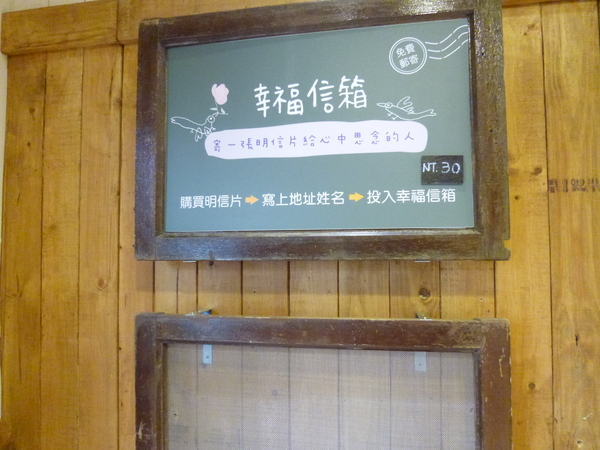 免費
郵寄
幸福信箱
寄一張明信片給心中思念的人
NT.30
購買明信片➡寫上地址姓名➡投入幸福信箱